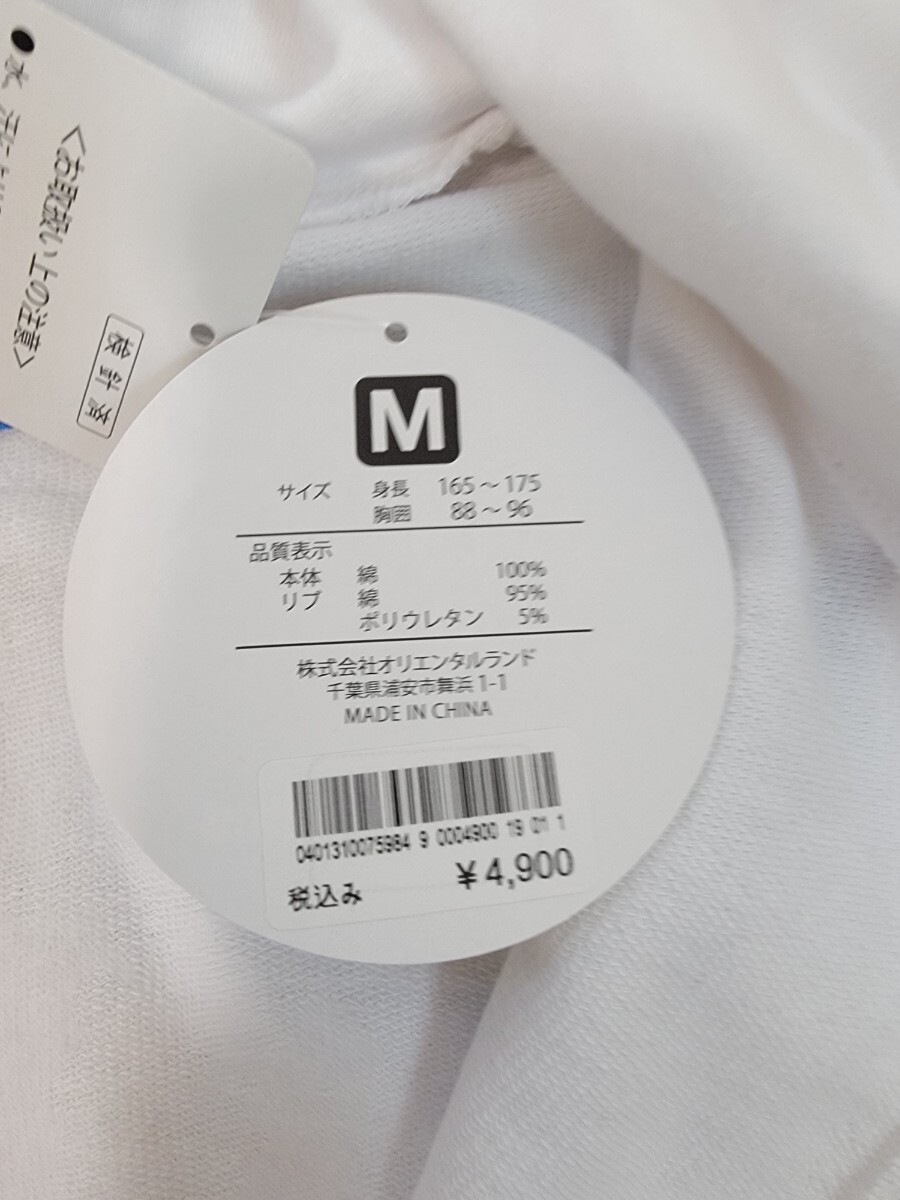 <お取扱い上の注意>
検針済
M
サイズ 身長 165～175
胸囲 88～96
品質表示
本体 綿 100%
リブ 綿 95%
ポリウレタン 5%
株式会社オリエンタルランド
千葉県浦安市舞浜1-1
MADE IN CHINA
0401310075984 9 0004900 19 01 1
税込み ¥4,900